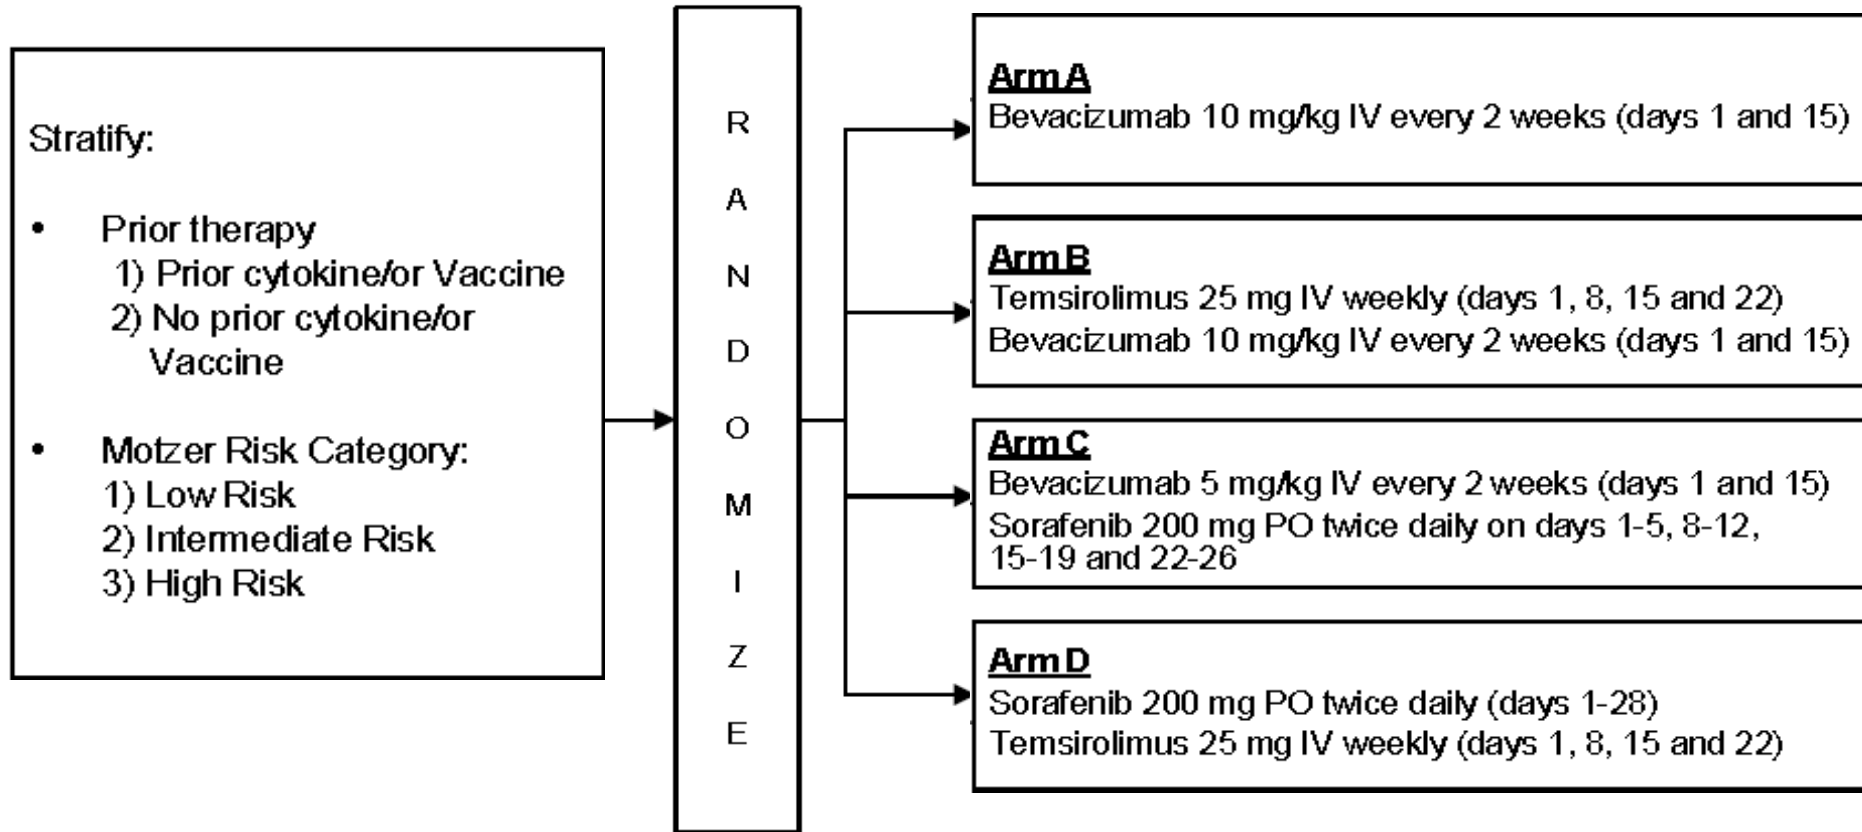 Stratify:
• Prior therapy
1) Prior cytokine/or Vaccine
2) No prior cytokine/or
Vaccine
• Motzer Risk Category:
1) Low Risk
2) Intermediate Risk
3) High Risk
R
A
N
D
O
M
I
Z
E
Arm A
Bevacizumab 10 mg/kg IV every 2 weeks (days 1 and 15)
Arm B
Temsirolimus 25 mg IV weekly (days 1, 8, 15 and 22)
Bevacizumab 10 mg/kg IV every 2 weeks (days 1 and 15)
Arm C
Bevacizumab 5 mg/kg IV every 2 weeks (days 1 and 15)
Sorafenib 200 mg PO twice daily on days 1-5, 8-12,
15-19 and 22-26
Arm D
Sorafenib 200 mg PO twice daily (days 1-28)
Temsirolimus 25 mg IV weekly (days 1, 8, 15 and 22)